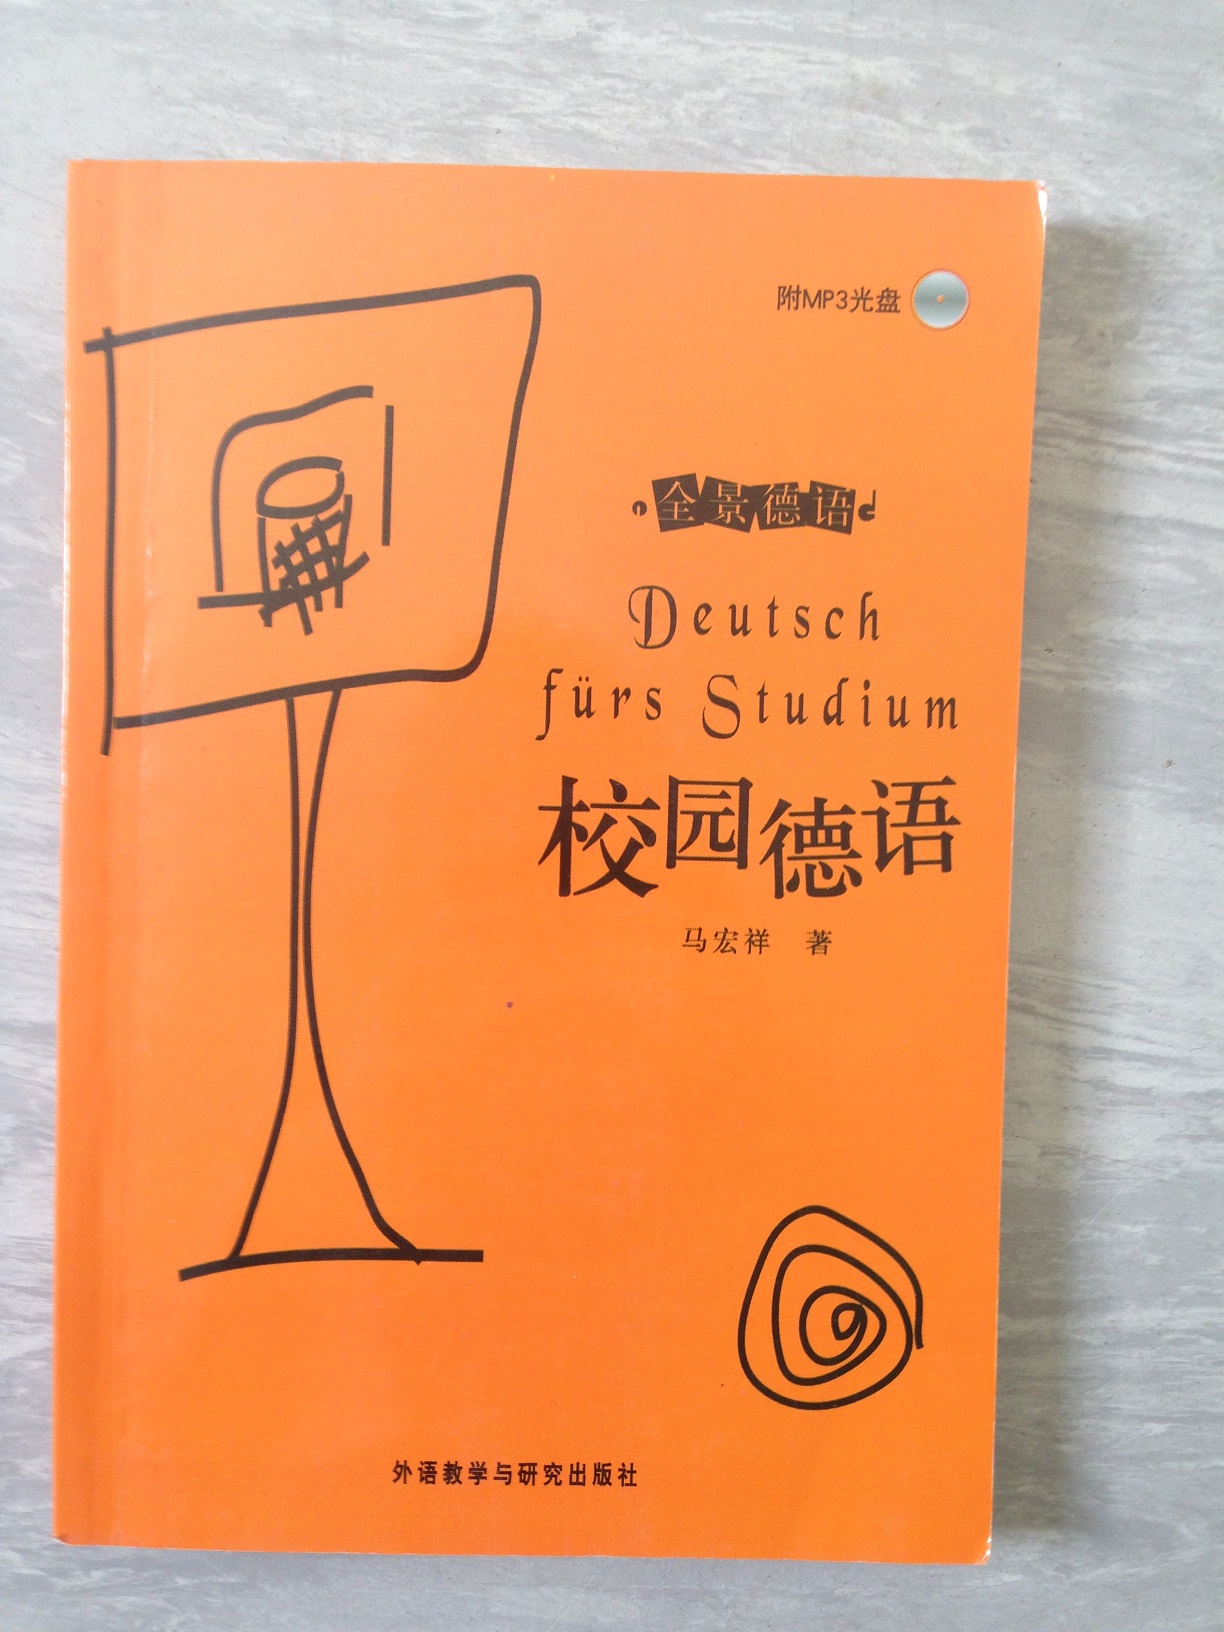 附MP3光盘
全景德语
Deutsch
fürs Studium
校园德语
马宏祥 著
外语教学与研究出版社